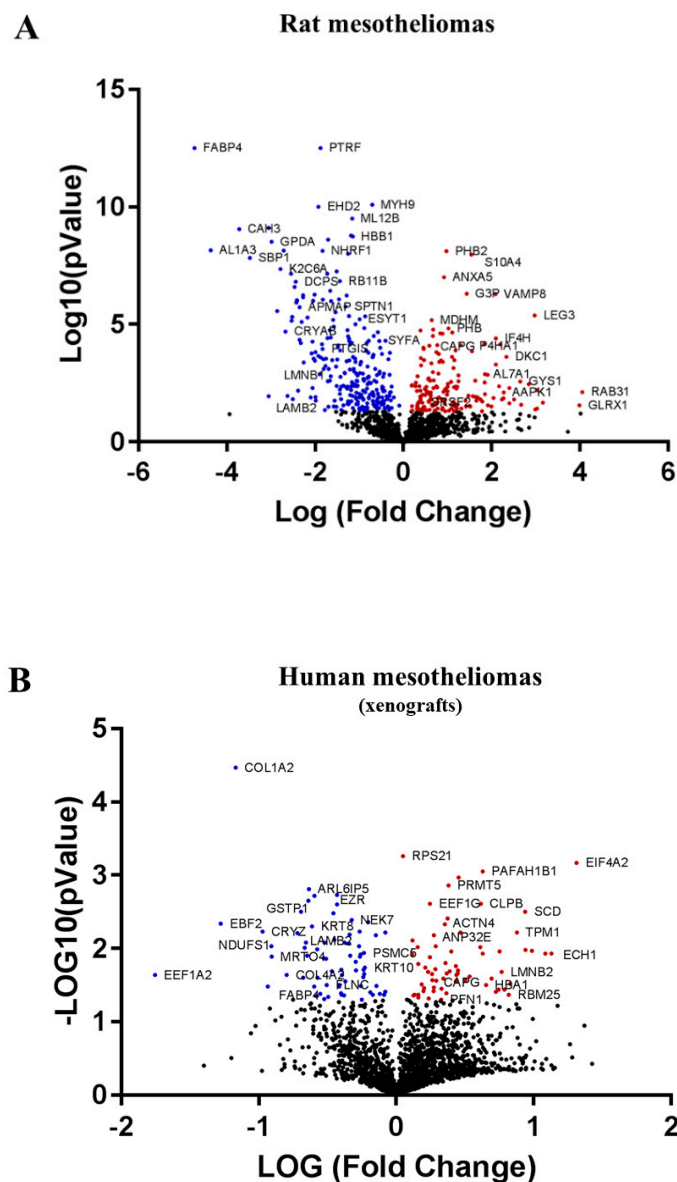 A
Rat mesotheliomas
15
FABP4 PTRF
10
EHD2 MYH9
ML12B
CAH3 HBB1
GPDA
AL1A3 NHRF1 PHB2
SBP1 S10A4
K2C6A ANXA5
DCPS RB11B
G3P VAMP8
APMAP SPTN1
LEG3
5
ESYT1 MDHM
CRYAB PHB
SYFA IF4H
PTGIS CAPG P4HA1
DKC1
LMNB1 AL7A1
GYS1
AAPK1 RAB31
LAMB2 SRSF2 GLRX1
0
-6 -4 -2 0 2 4 6
Log10(pValue)
Log (Fold Change)
B
Human mesotheliomas
(xenografts)
5
COL1A2
4
RPS21 EIF4A2
PAFAH1B1
3
ARL6IP5 PRMT5
EZR EEF1G CLPB
GSTP1 SCD
NEK7
EBF2 KRT8 ACTN4
CRYZ TPM1
LAMB2 ANP32E
NDUFS1
2
MRTO4 PSMC5 ECH1
KRT10
EEF1A2 COL4A2 LMNB2
FLNC CAPG HBA1
FABP4 PFN1 RBM25
1
0
-2 -1 0 1 2
-LOG10(pValue)
LOG (Fold Change)